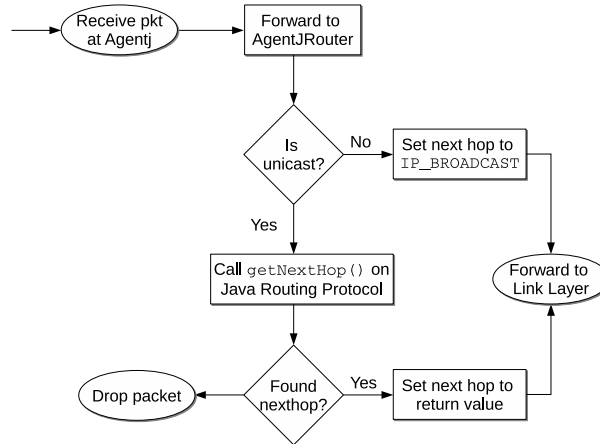 Receive pkt
at Agentj
Forward to
AgentJRouter
Is
unicast?
No
Set next hop to
IP_BROADCAST
Yes
Call getNextHop() on
Java Routing Protocol
Forward to
Link Layer
Drop packet
Found
nexthop?
Yes
Set next hop to
return value